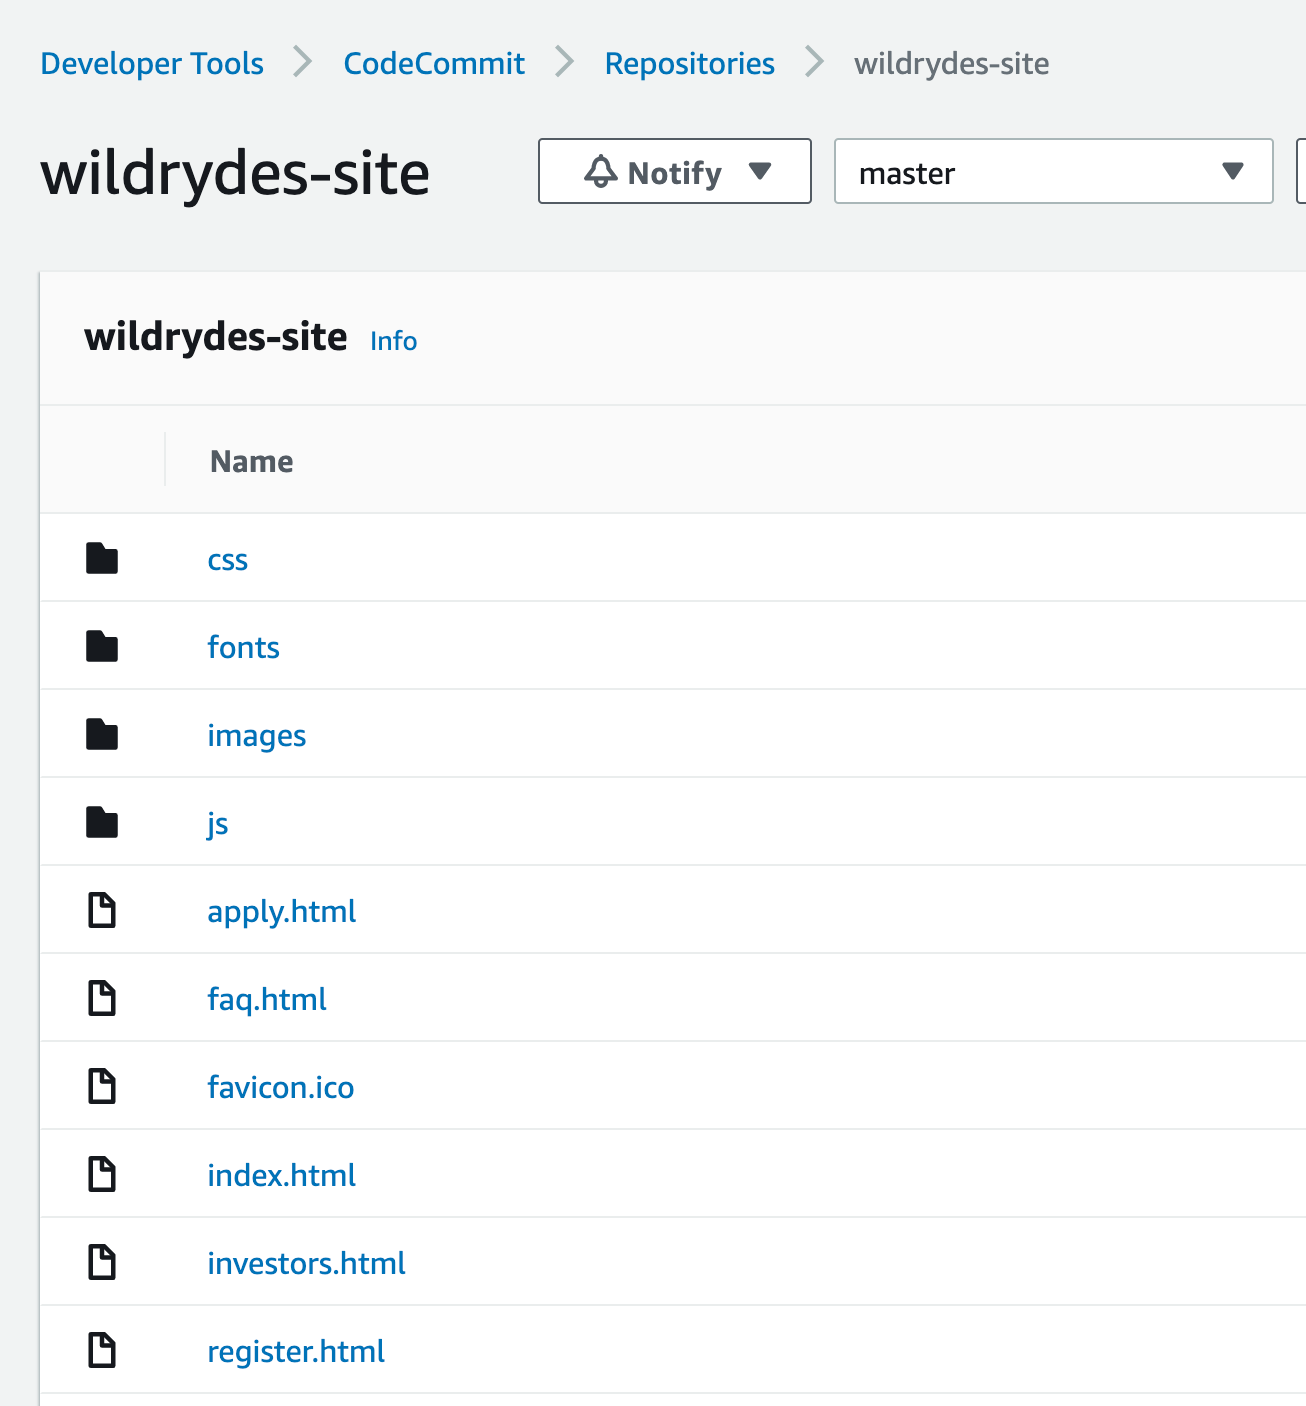 Developer Tools CodeCommit Repositories wildrydes-site
wildrydes-site Notify master
wildrydes-site Info
Name
css
fonts
images
js
apply.html
faq.html
favicon.ico
index.html
investors.html
register.html